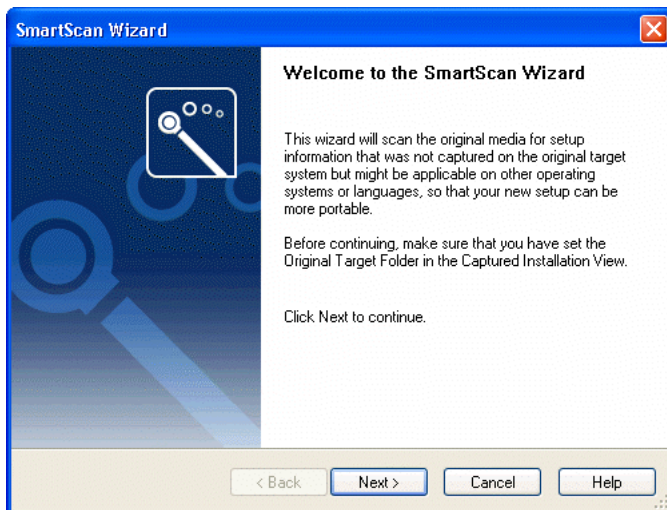 SmartScan Wizard
Welcome to the SmartScan Wizard
This wizard will scan the original media for setup
information that was not captured on the original target
system but might be applicable on other operating
systems or languages, so that your new setup can be
more portable.
Before continuing, make sure that you have set the
Original Target Folder in the Captured Installation View.
Click Next to continue.
< Back
Next >
Cancel
Help